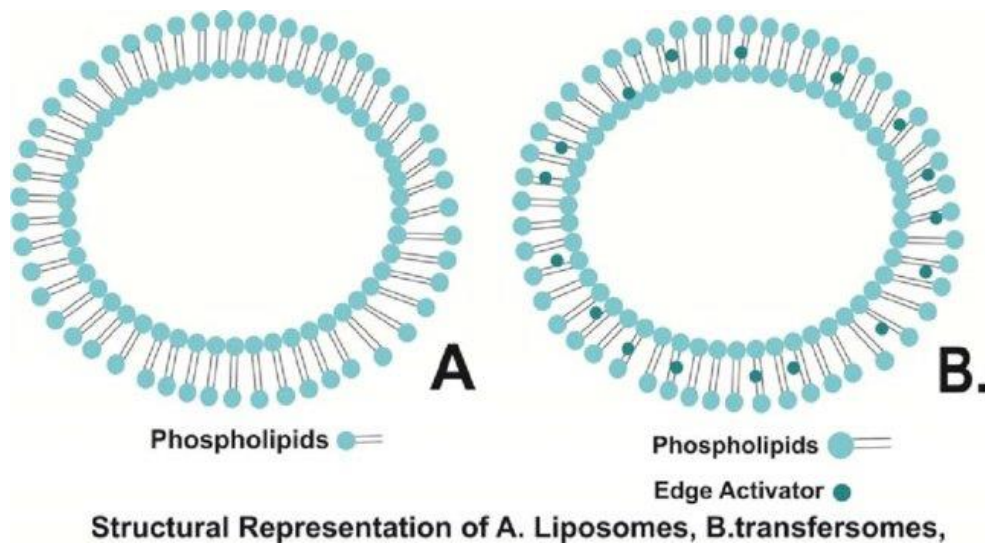 A
B.
Phospholipids
Phospholipids
Edge Activator
Structural Representation of A. Liposomes, B.transfersomes,